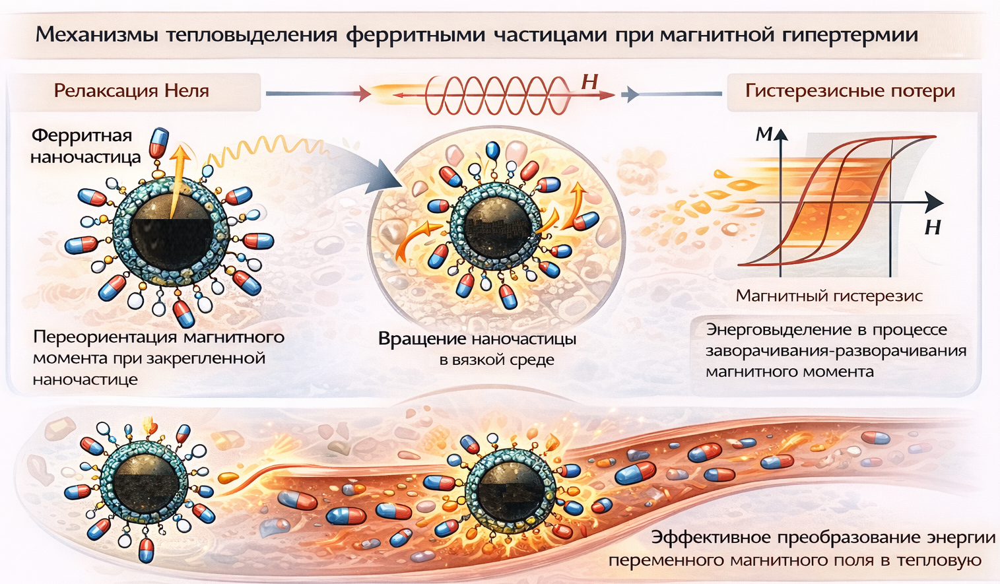 Механизмы тепловыделения ферритными частицами при магнитной гипертермии
Релаксация Неля
H
Гистерезисные потери
Ферритная
наночастица
M
H
Магнитный гистерезис
Переориентация магнитного
момента при закрепленной
наночастице
Вращение наночастицы
в вязкой среде
Энерговыделение в процессе
заворачивания-разворачивания
магнитного момента
Эффективное преобразование энергии
переменного магнитного поля в тепловую